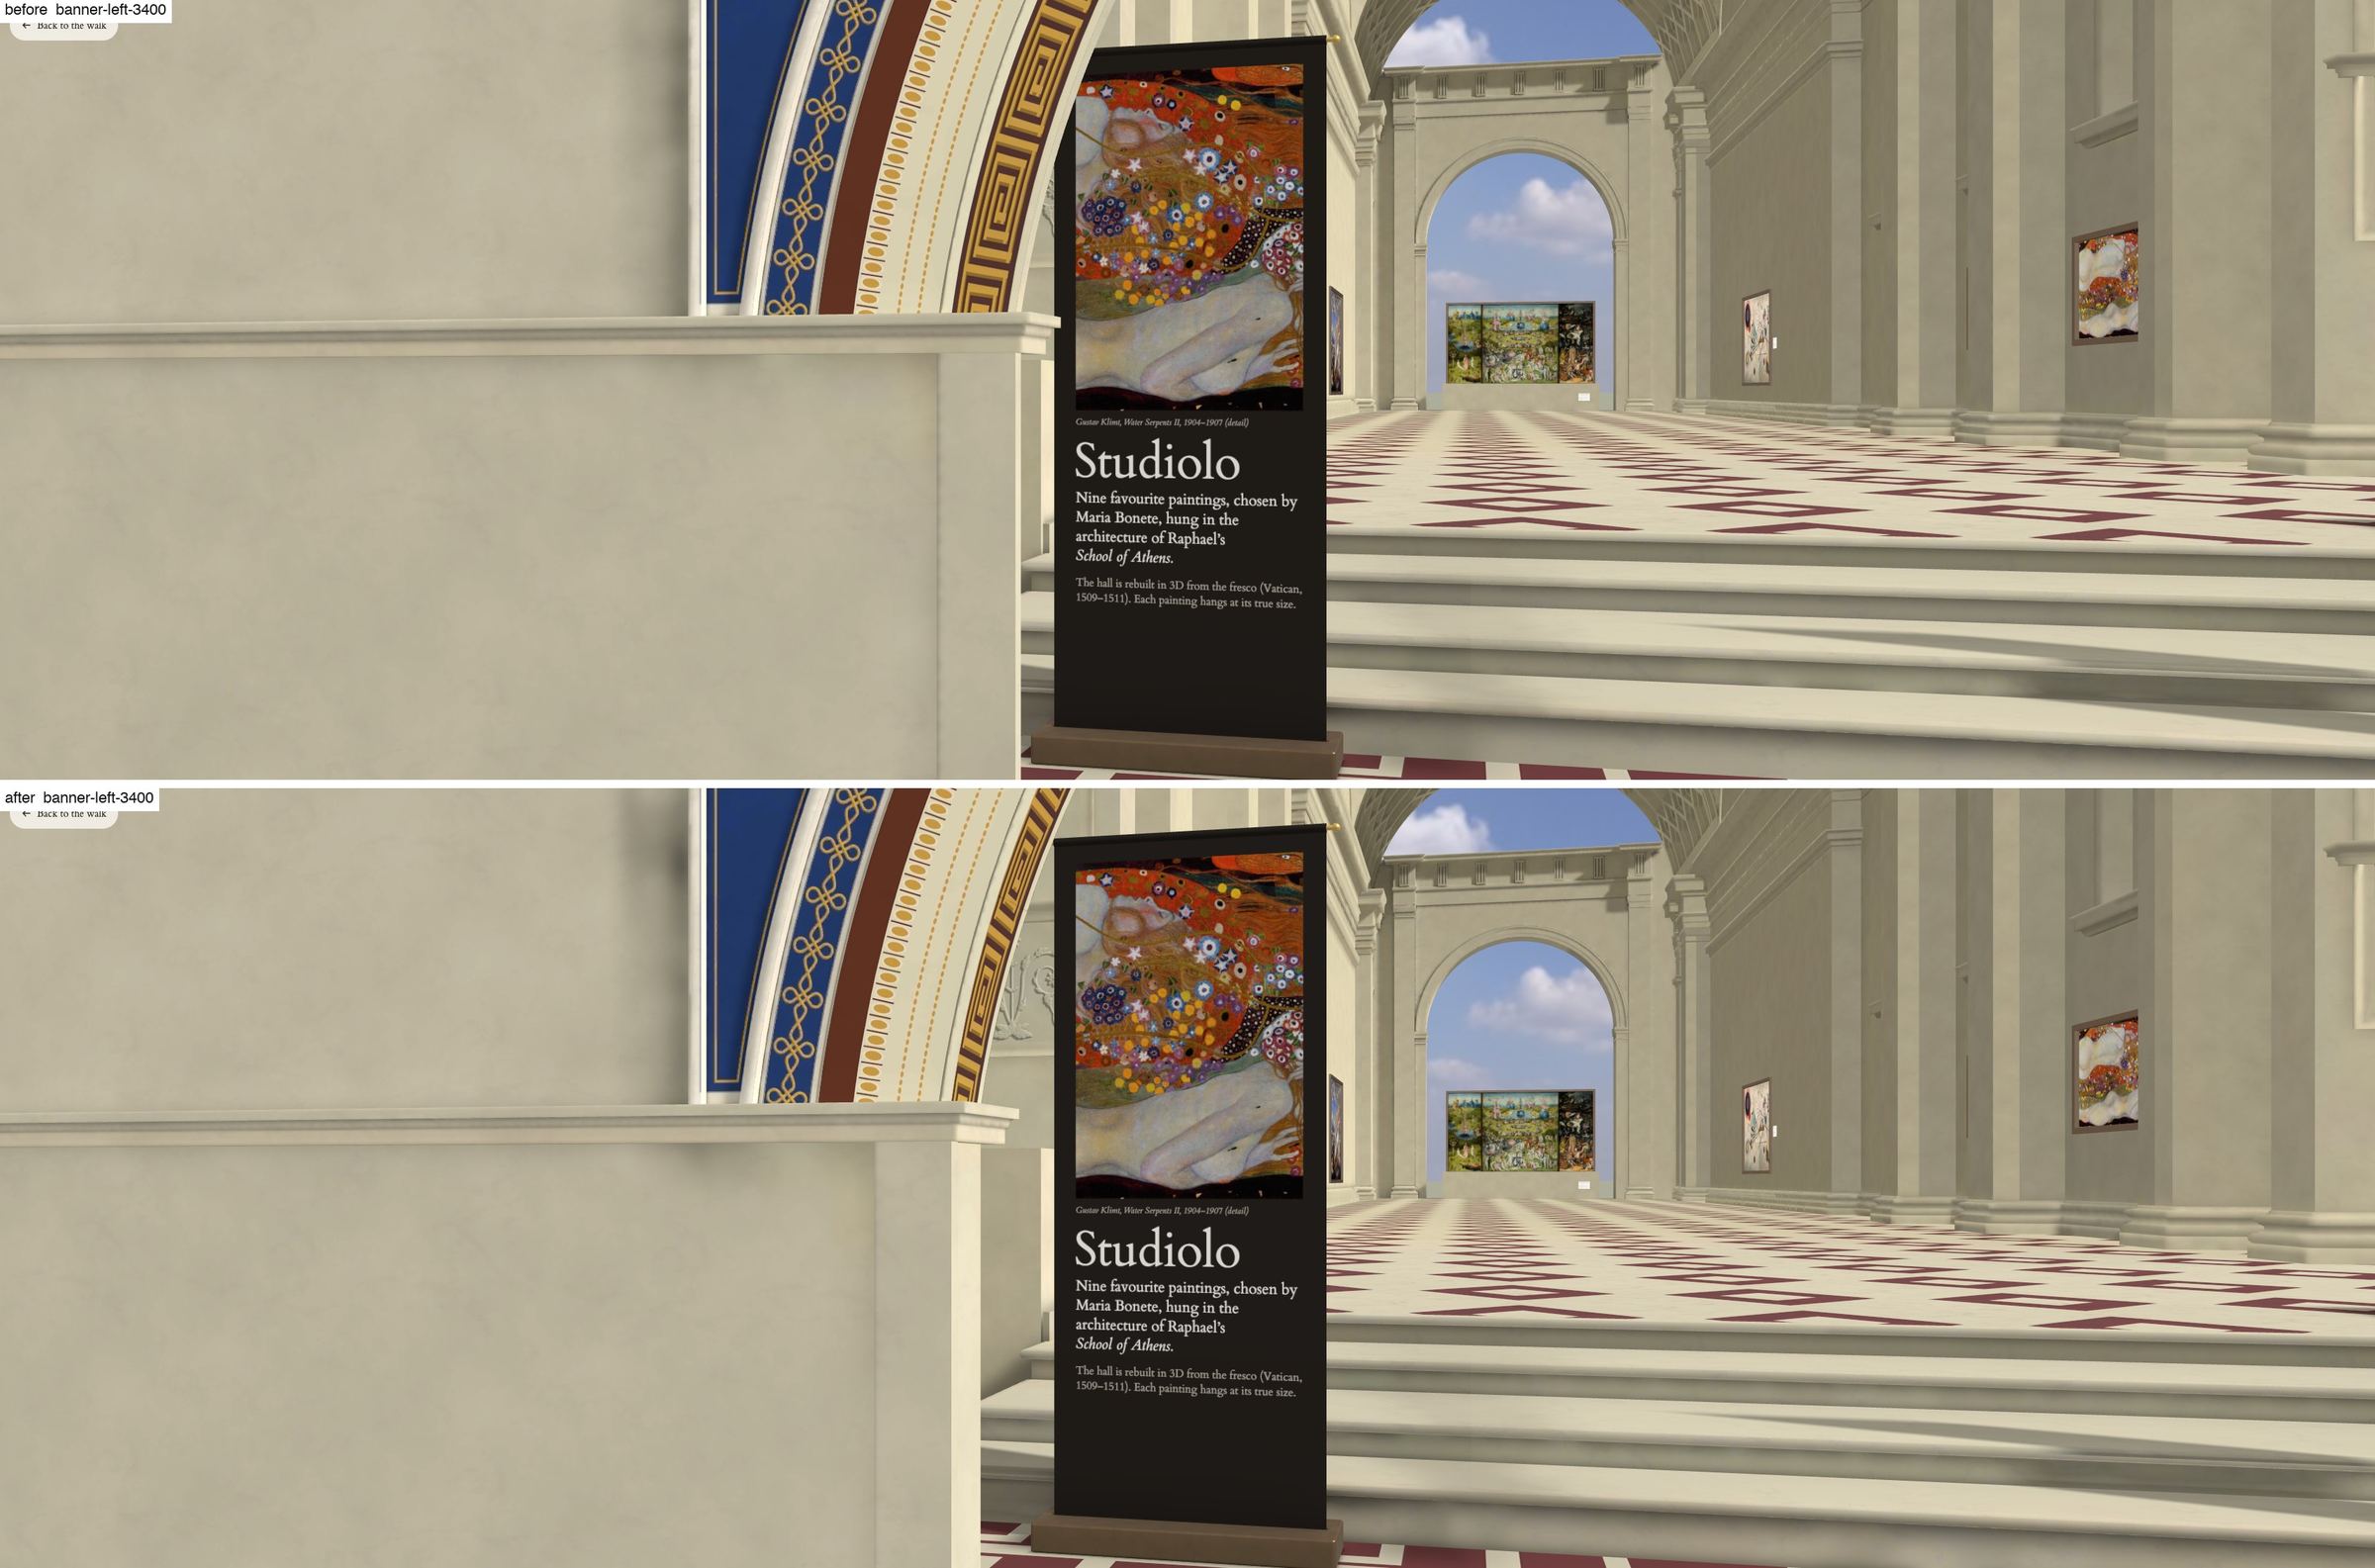 before banner-left-3400
← Back to the walk
Gustav Klimt, Water Serpents II, 1904–1907 (detail)
Studiolo
Nine favourite paintings, chosen by
Maria Bonete, hung in the
architecture of Raphael's
School of Athens.
The hall is rebuilt in 3D from the fresco (Vatican,
1509–1511). Each painting hangs at its true size.
after banner-left-3400
← Back to the walk
Gustav Klimt, Water Serpents II, 1904–1907 (detail)
Studiolo
Nine favourite paintings, chosen by
Maria Bonete, hung in the
architecture of Raphael's
School of Athens.
The hall is rebuilt in 3D from the fresco (Vatican,
1509–1511). Each painting hangs at its true size.